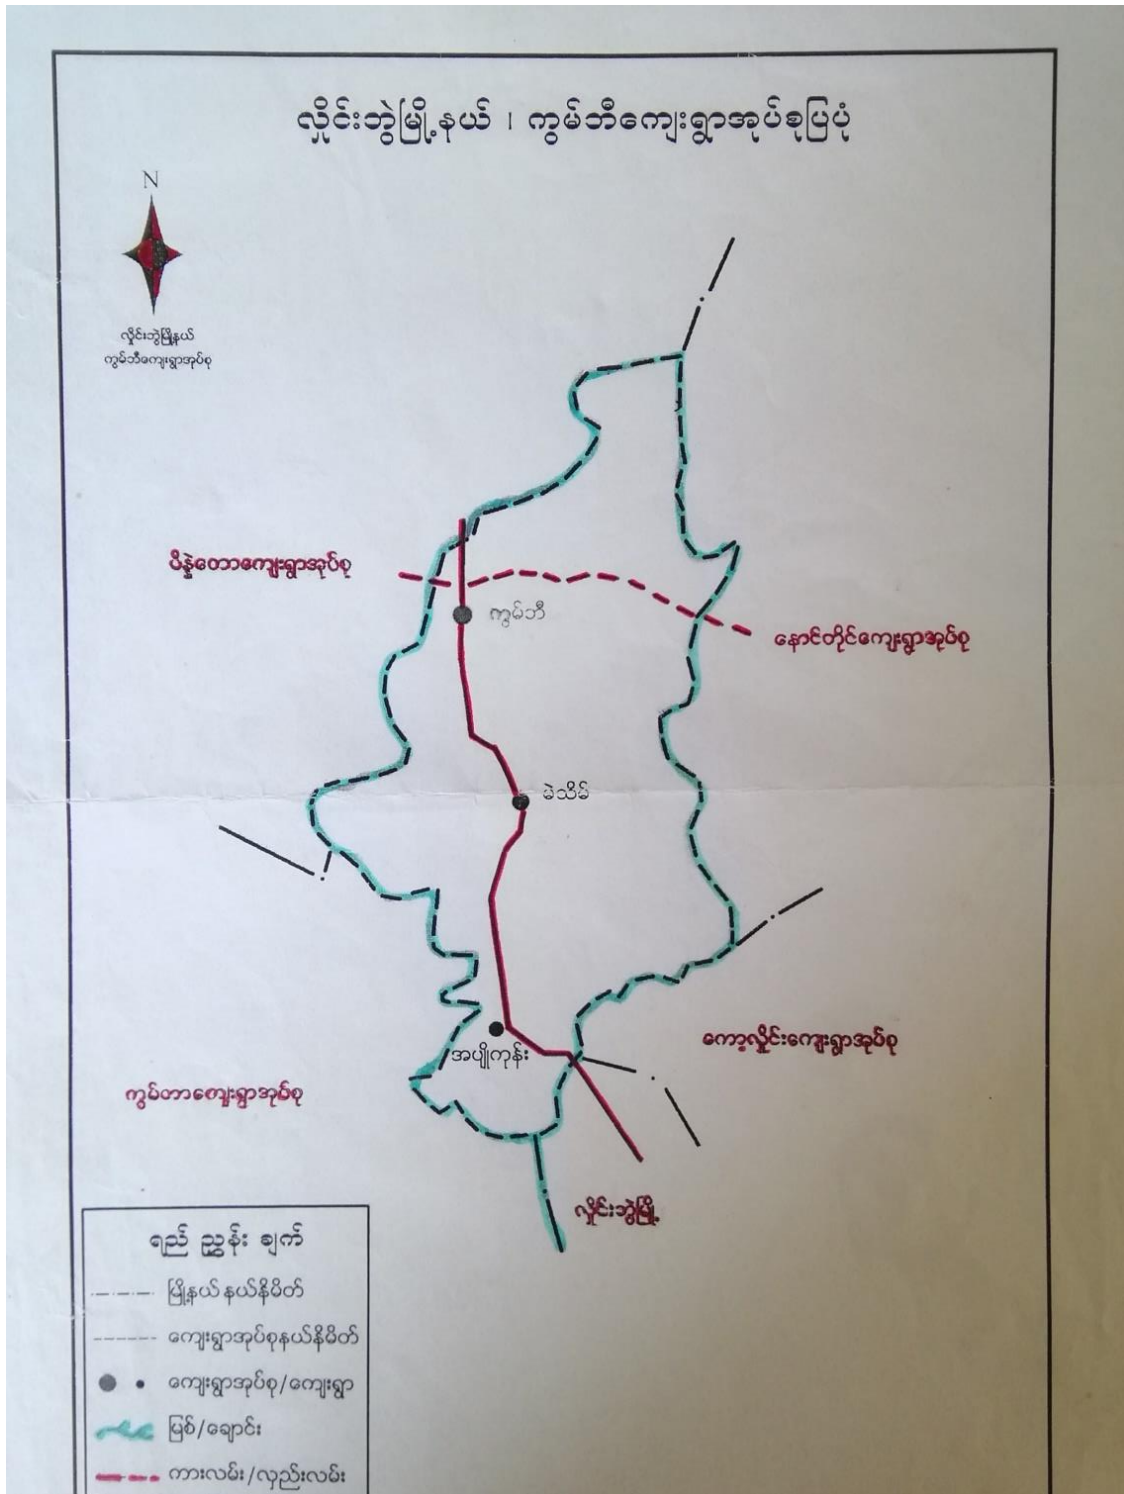 လှိုင်းဘွဲမြို့နယ် ၊ ကွမ်ဘီကျေးရွာအုပ်စုပြပုံ
N
လှိုင်းဘွဲမြို့နယ်
ကွမ်ဘီကျေးရွာအုပ်စု
ပိန္နဲတောကျေးရွာအုပ်စု
ကွမ်ဘီ
နောင်တိုင်ကျေးရွာအုပ်စု
မဲသိမ်
ကော့လှိုင်းကျေးရွာအုပ်စု
အပျိုကုန်း
ကွမ်တာကျေးရွာအုပ်စု
လှိုင်းဘွဲမြို့
ရည် ညွှန်း ချက်
မြို့နယ်နယ်နိမိတ်
ကျေးရွာအုပ်စုနယ်နိမိတ်
ကျေးရွာအုပ်စု/ကျေးရွာ
မြစ်/ချောင်း
ကားလမ်း/လှည်းလမ်း